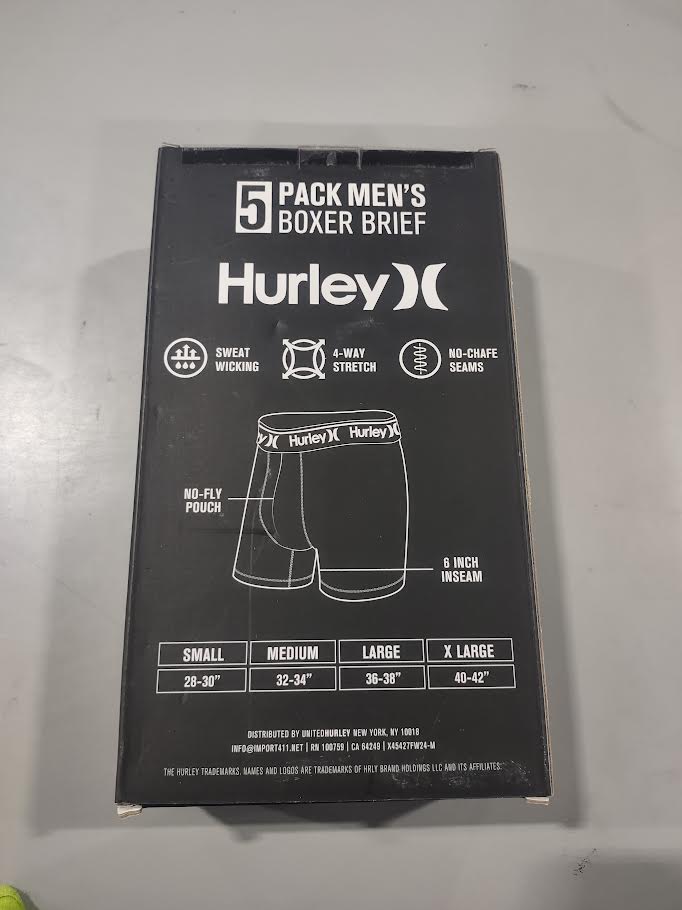 5 PACK MEN'S
BOXER BRIEF
Hurley
SWEAT
WICKING
4-WAY
STRETCH
NO-CHAFE
SEAMS
Hurley Hurley
NO-FLY
POUCH
6 INCH
INSEAM
SMALL MEDIUM LARGE X LARGE
28-30" 32-34" 36-38" 40-42"
DISTRIBUTED BY UNITEDHURLEY NEW YORK, NY 10018
INFO@IMPORT411.NET | RN 100759 | CA 64249 | X45427FW24-M
THE HURLEY TRADEMARKS, NAMES AND LOGOS ARE TRADEMARKS OF HRLY BRAND HOLDINGS LLC AND ITS AFFILIATES.